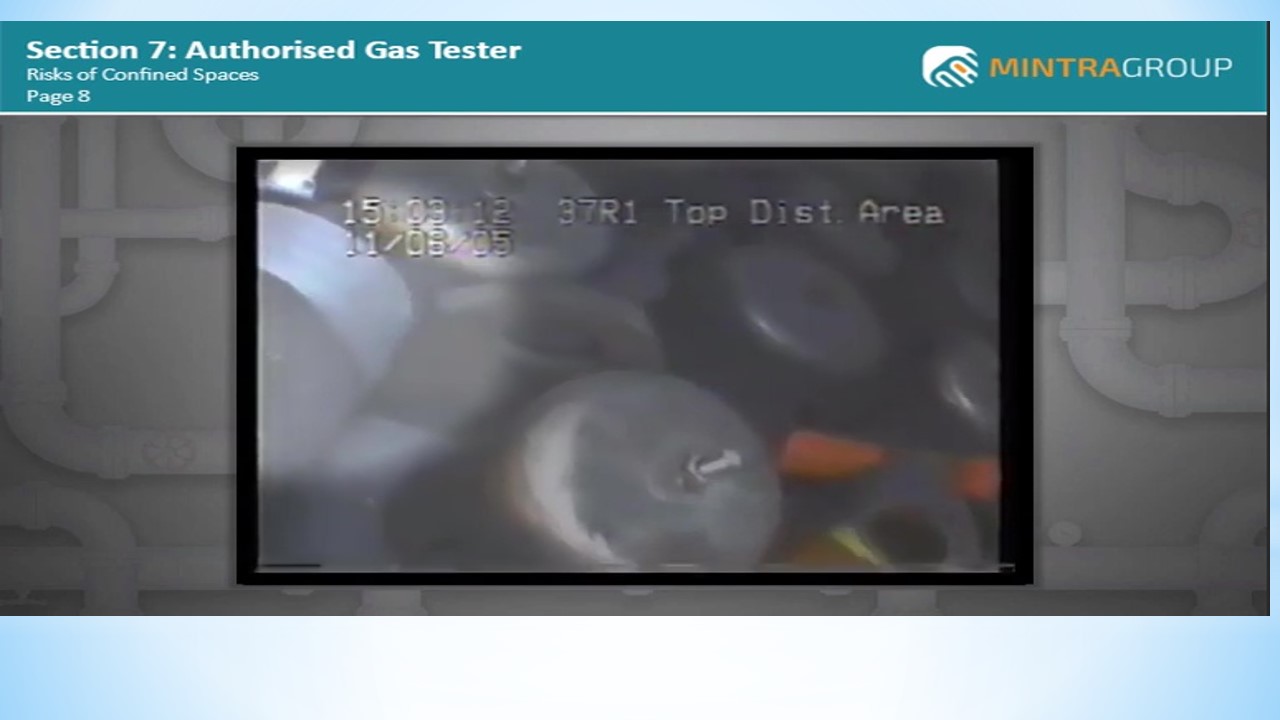 Section 7: Authorised Gas Tester
Risks of Confined Spaces
Page 8
MINTRAGROUP
15:03:12 37R1 Top Dist. Area
11/08/05